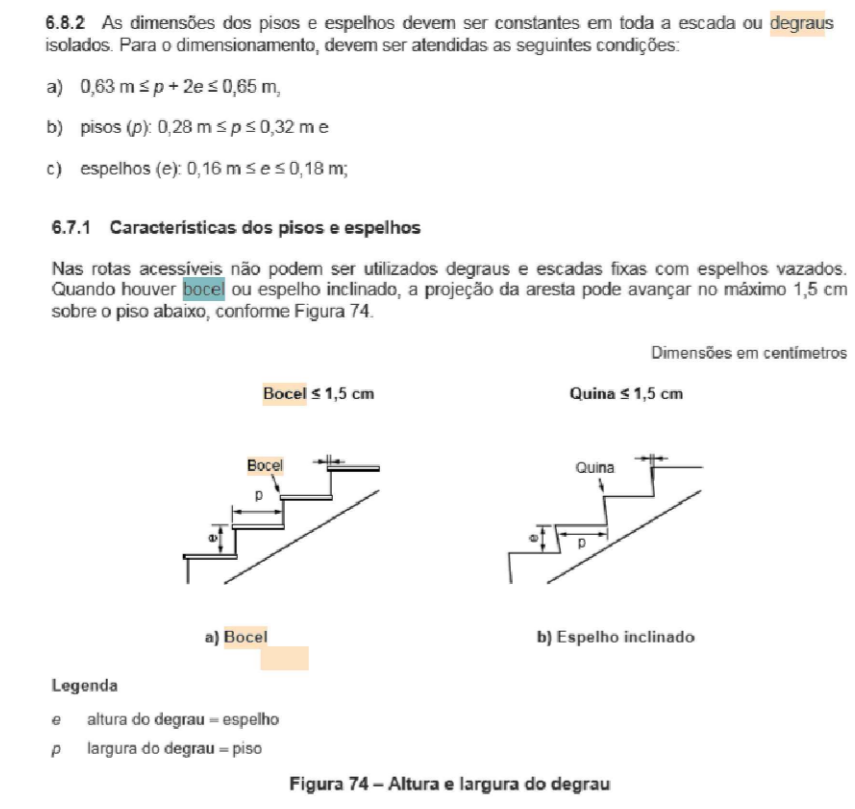 6.8.2 As dimensões dos pisos e espelhos devem ser constantes em toda a escada ou degraus
isolados. Para o dimensionamento, devem ser atendidas as seguintes condições:
a) 0,63 m ≤ p + 2e ≤ 0,65 m,
b) pisos (p): 0,28 m ≤ p ≤ 0,32 m e
c) espelhos (e): 0,16 m ≤ e ≤ 0,18 m;
6.7.1 Características dos pisos e espelhos
Nas rotas acessíveis não podem ser utilizados degraus e escadas fixas com espelhos vazados.
Quando houver bocel ou espelho inclinado, a projeção da aresta pode avançar no máximo 1,5 cm
sobre o piso abaixo, conforme Figura 74.
Dimensões em centímetros
Bocel ≤ 1,5 cm
Quina ≤ 1,5 cm
Bocel
p
e
Quina
e
p
a) Bocel
b) Espelho inclinado
Legenda
e altura do degrau = espelho
p largura do degrau = piso
Figura 74 – Altura e largura do degrau